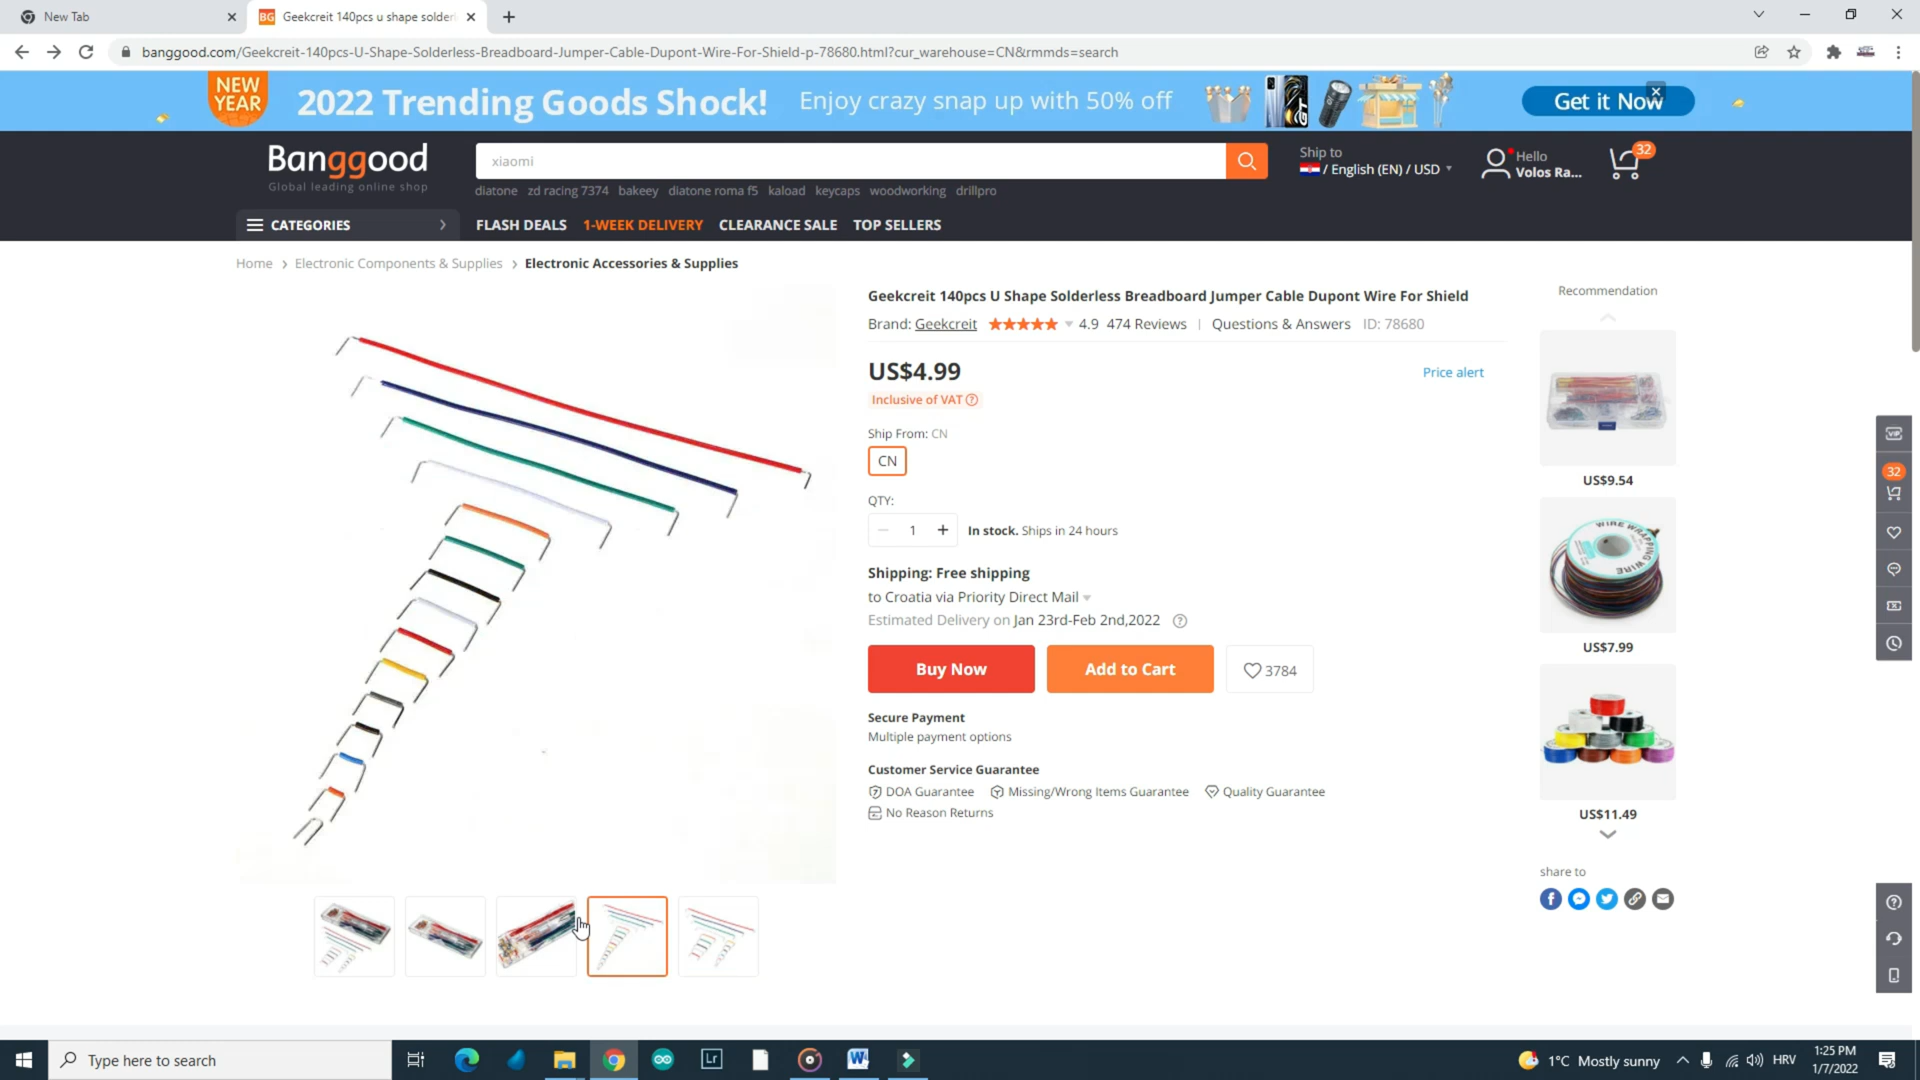 New Tab
BG Geekcreit 140pcs u shape solderl
banggood.com/Geekcreit-140pcs-U-Shape-Solderless-Breadboard-Jumper-Cable-Dupont-Wire-For-Shield-p-78680.html?cur_warehouse=CN&rmmds=search
NEW YEAR
2022 Trending Goods Shock! Enjoy crazy snap up with 50% off Get it Now
Banggood
Global leading online shop
xiaomi
diatone zd racing 7374 bakeey diatone roma f5 kaload keycaps woodworking drillpro
Ship to
/ English (EN) / USD
Hello
Volos Ra...
32
CATEGORIES
FLASH DEALS 1-WEEK DELIVERY CLEARANCE SALE TOP SELLERS
Home > Electronic Components & Supplies > Electronic Accessories & Supplies
Geekcreit 140pcs U Shape Solderless Breadboard Jumper Cable Dupont Wire For Shield
Brand: Geekcreit 4.9 474 Reviews | Questions & Answers ID: 78680
US$4.99
Price alert
Inclusive of VAT
Ship From: CN
CN
QTY:
1 In stock. Ships in 24 hours
Shipping: Free shipping
to Croatia via Priority Direct Mail
Estimated Delivery on Jan 23rd-Feb 2nd,2022
Buy Now
Add to Cart
3784
Secure Payment
Multiple payment options
Customer Service Guarantee
DOA Guarantee Missing/Wrong Items Guarantee Quality Guarantee
No Reason Returns
Recommendation
US$9.54
WIRE WRAPPING WIRE
US$7.99
US$11.49
share to
VIP
32
Type here to search
Lr
W
1°C Mostly sunny
HRV
1:25 PM
1/7/2022